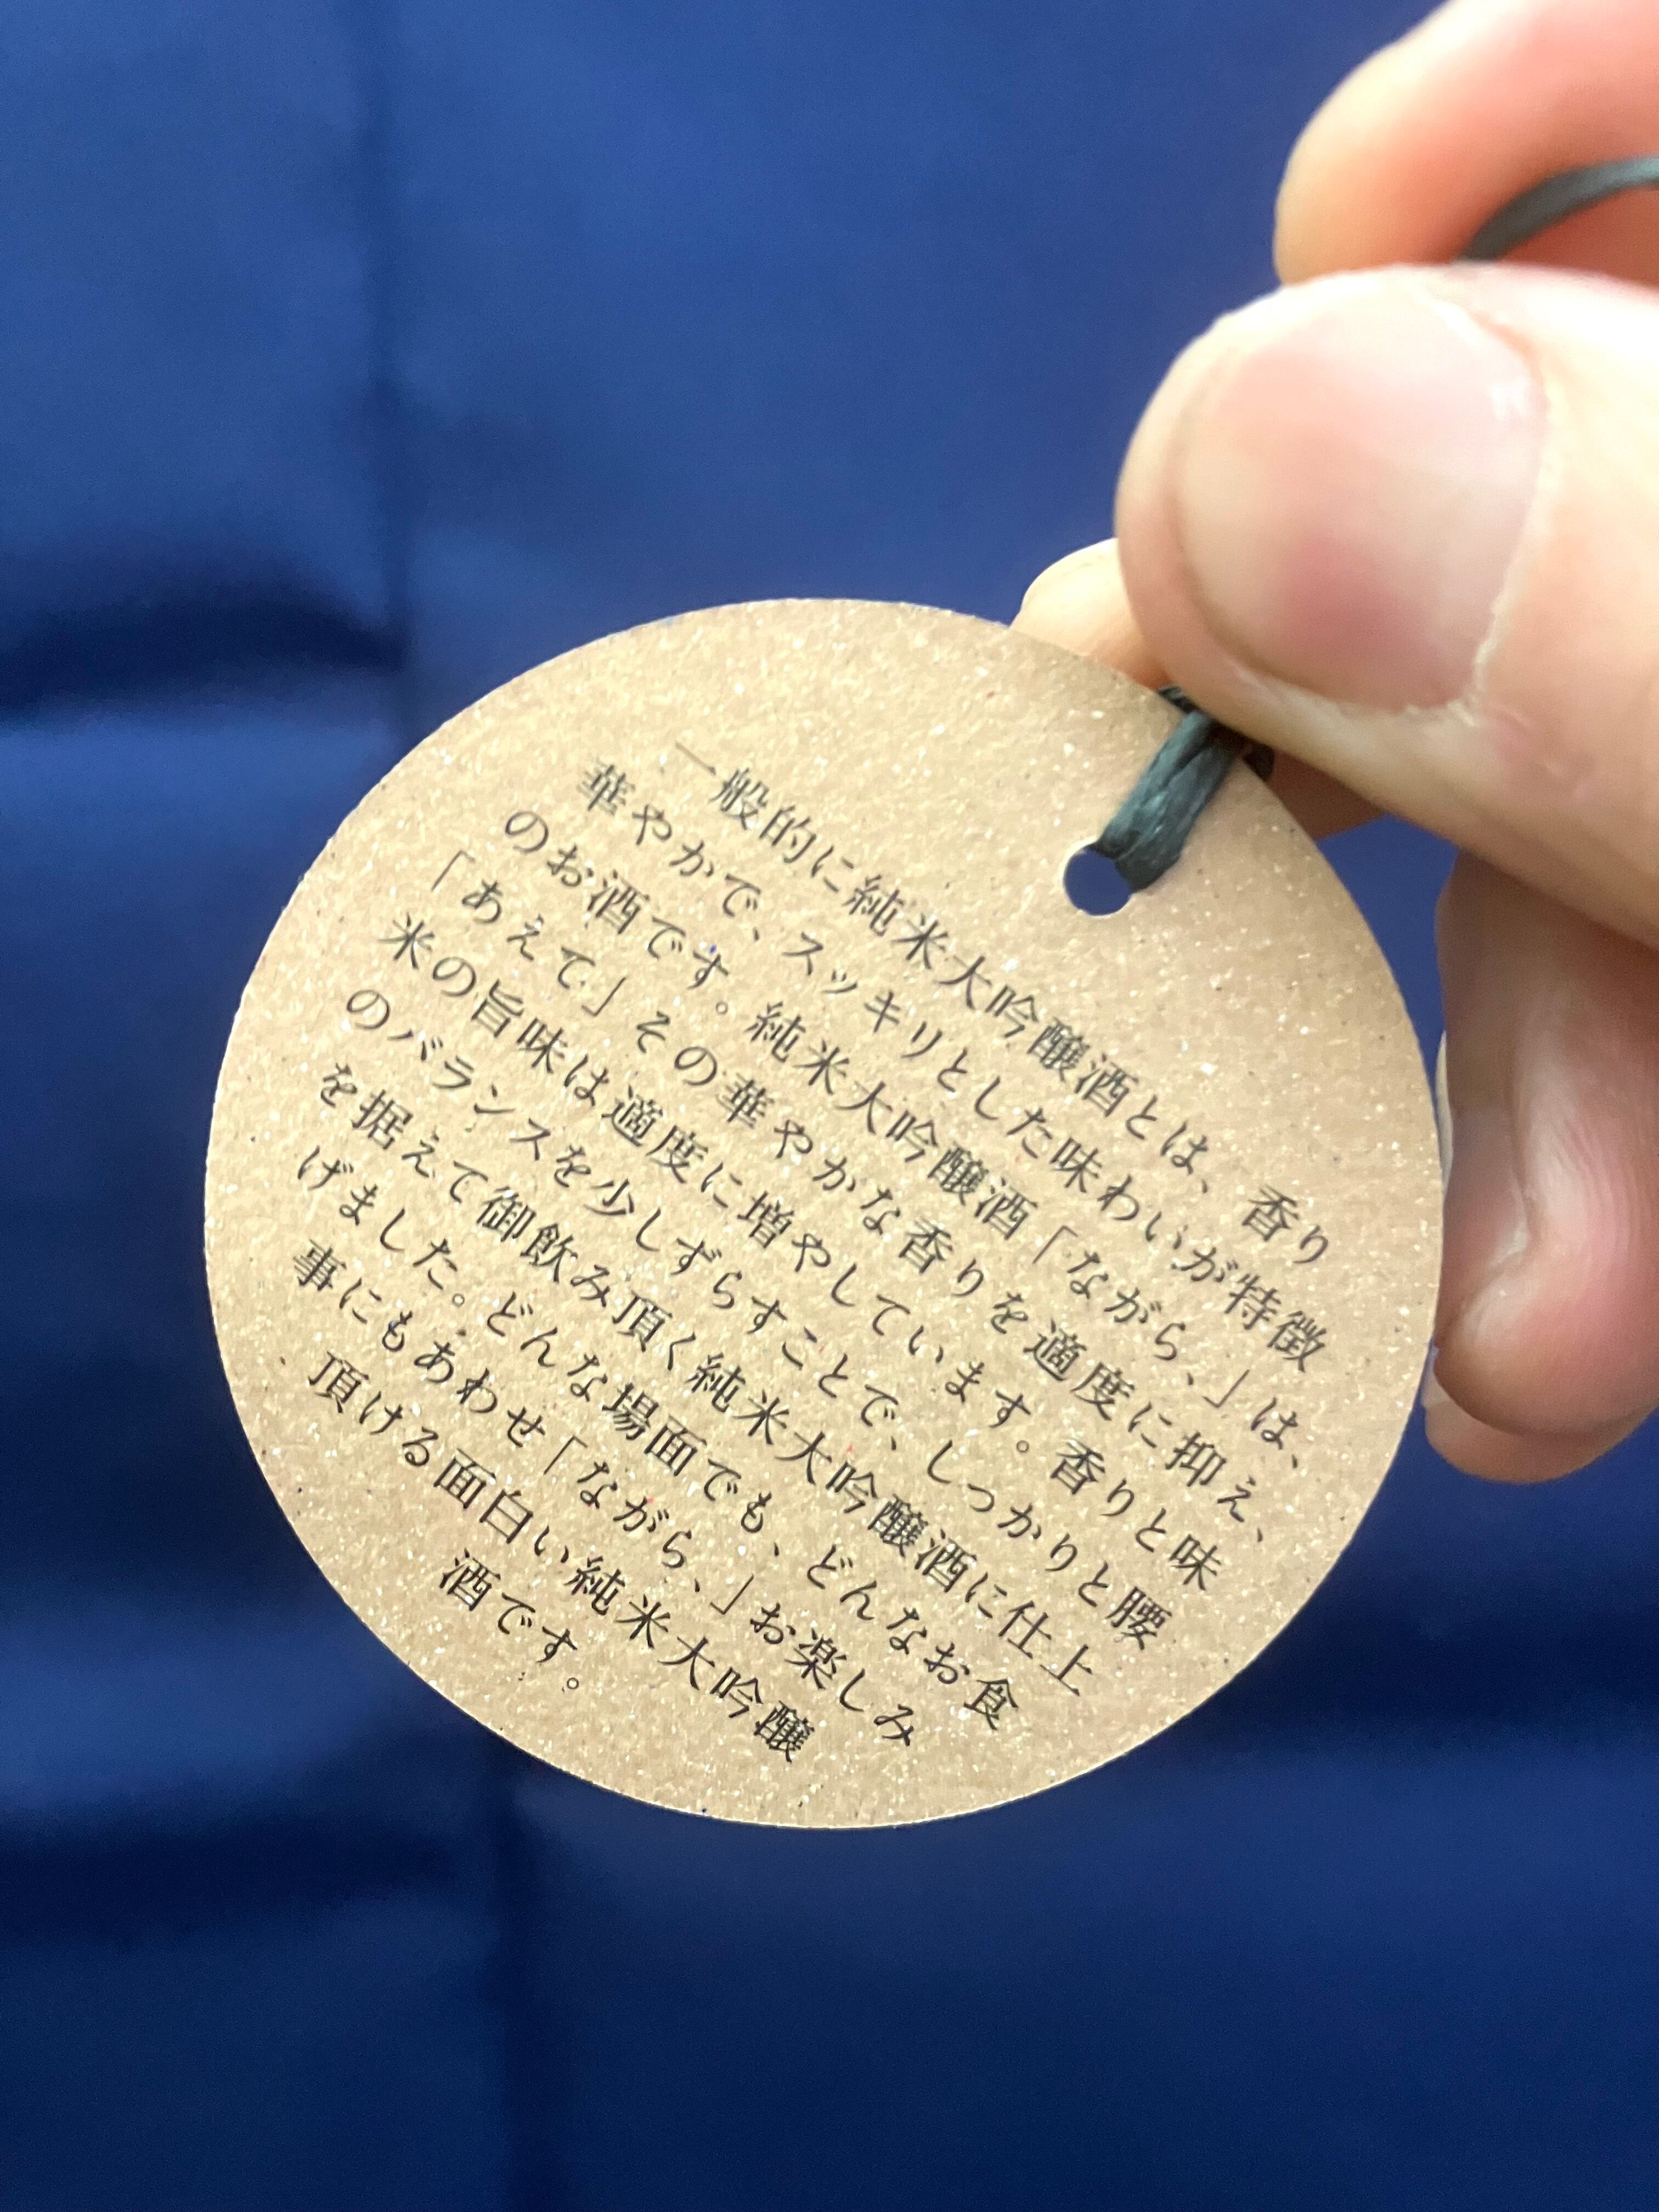 一般的に純米大吟醸酒とは、香り
華やかで、スッキリとした味わいが特徴
のお酒です。純米大吟醸酒「ながら、」は、
「あえて」その華やかな香りを適度に抑え、
米の旨味は適度に増やしています。香りと味
のバランスを少しずらすことで、しっかりと腰
を据えて御飲み頂く純米大吟醸酒に仕上
げました。どんな場面でも、どんなお食
事にもあわせ「ながら、」お楽しみ
頂ける面白い純米大吟醸
酒です。